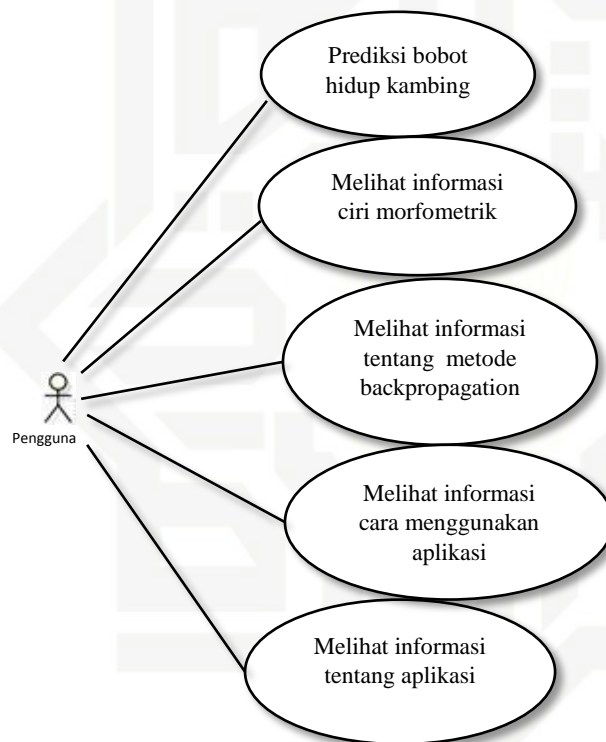 Prediksi bobot
hidup kambing
Melihat informasi
ciri morfometrik
Melihat informasi
tentang metode
backpropagation
Pengguna
Melihat informasi
cara menggunakan
aplikasi
Melihat informasi
tentang aplikasi